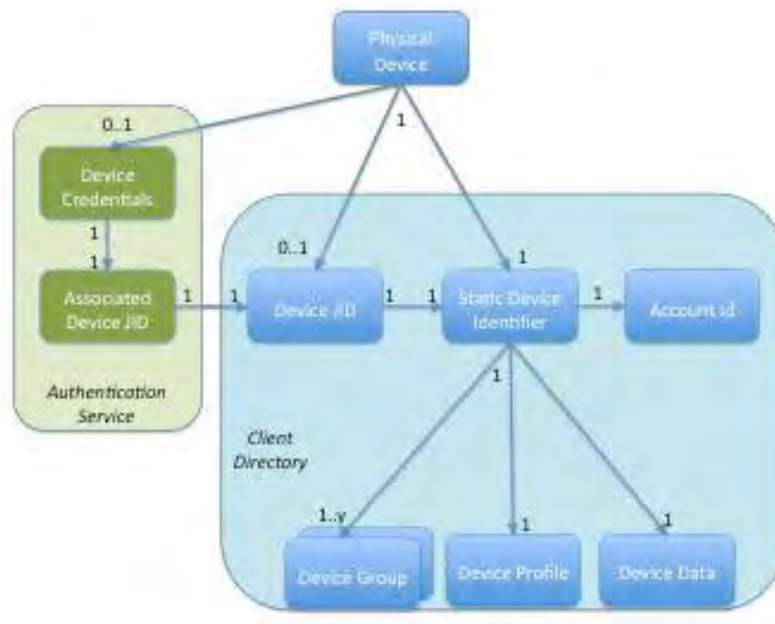 Physical
Device
0..1
1
Device
Credentials
1
1
0..1
1
Associated
Device JID
1
1
Device JID
1
1
Static Device
Identifier
1
Account id
Authentication
Service
1
Client
Directory
1..y
1
1
Device Group
Device Profile
Device Data